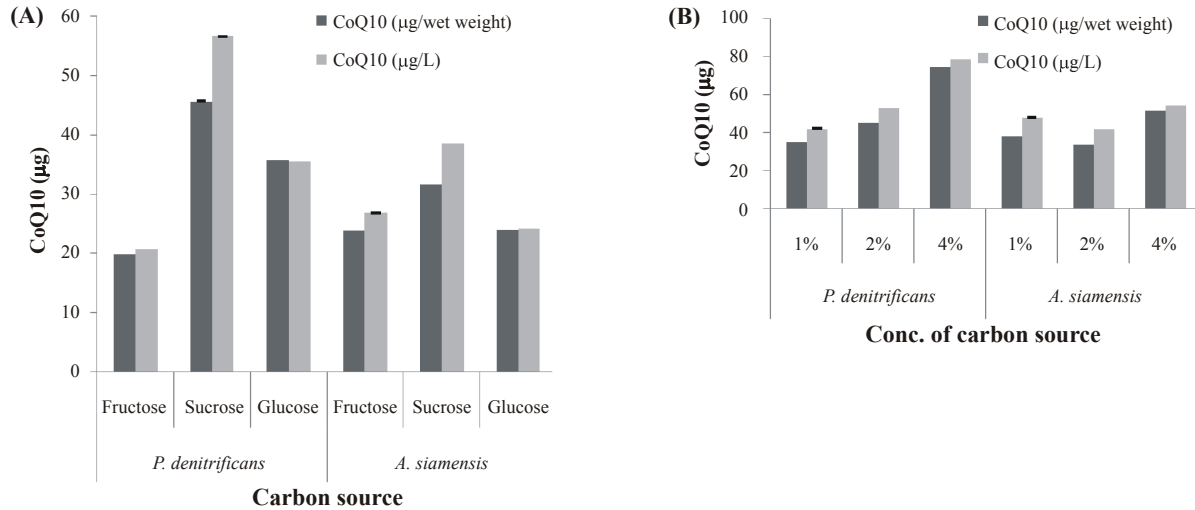 (A)
60
50
40
30
20
10
0
CoQ10 (µg)
CoQ10 (µg/wet weight)
CoQ10 (µg/L)
Fructose Sucrose Glucose Fructose Sucrose Glucose
P. denitrificans A. siamensis
Carbon source
(B)
100
80
60
40
20
0
CoQ10 (µg)
CoQ10 (µg/wet weight)
CoQ10 (µg/L)
1% 2% 4% 1% 2% 4%
P. denitrificans A. siamensis
Conc. of carbon source